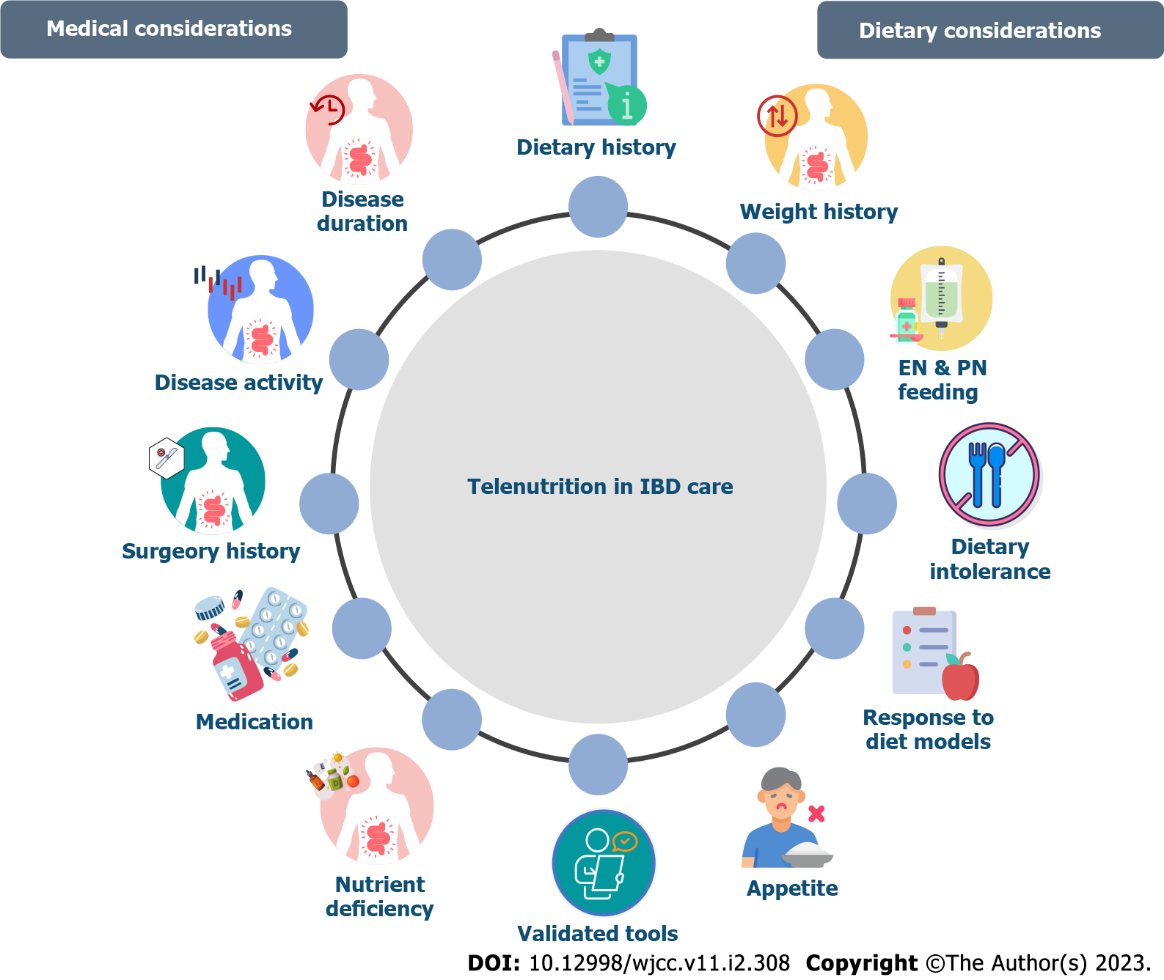 Medical considerations
Dietary considerations
Dietary history
Disease
duration
Weight history
Disease activity
EN & PN
feeding
Telenutrition in IBD care
Surgeory history
Dietary
intolerance
Medication
Response to
diet models
Nutrient
deficiency
Appetite
Validated tools
DOI: 10.12998/wjcc.v11.i2.308 Copyright ©The Author(s) 2023.